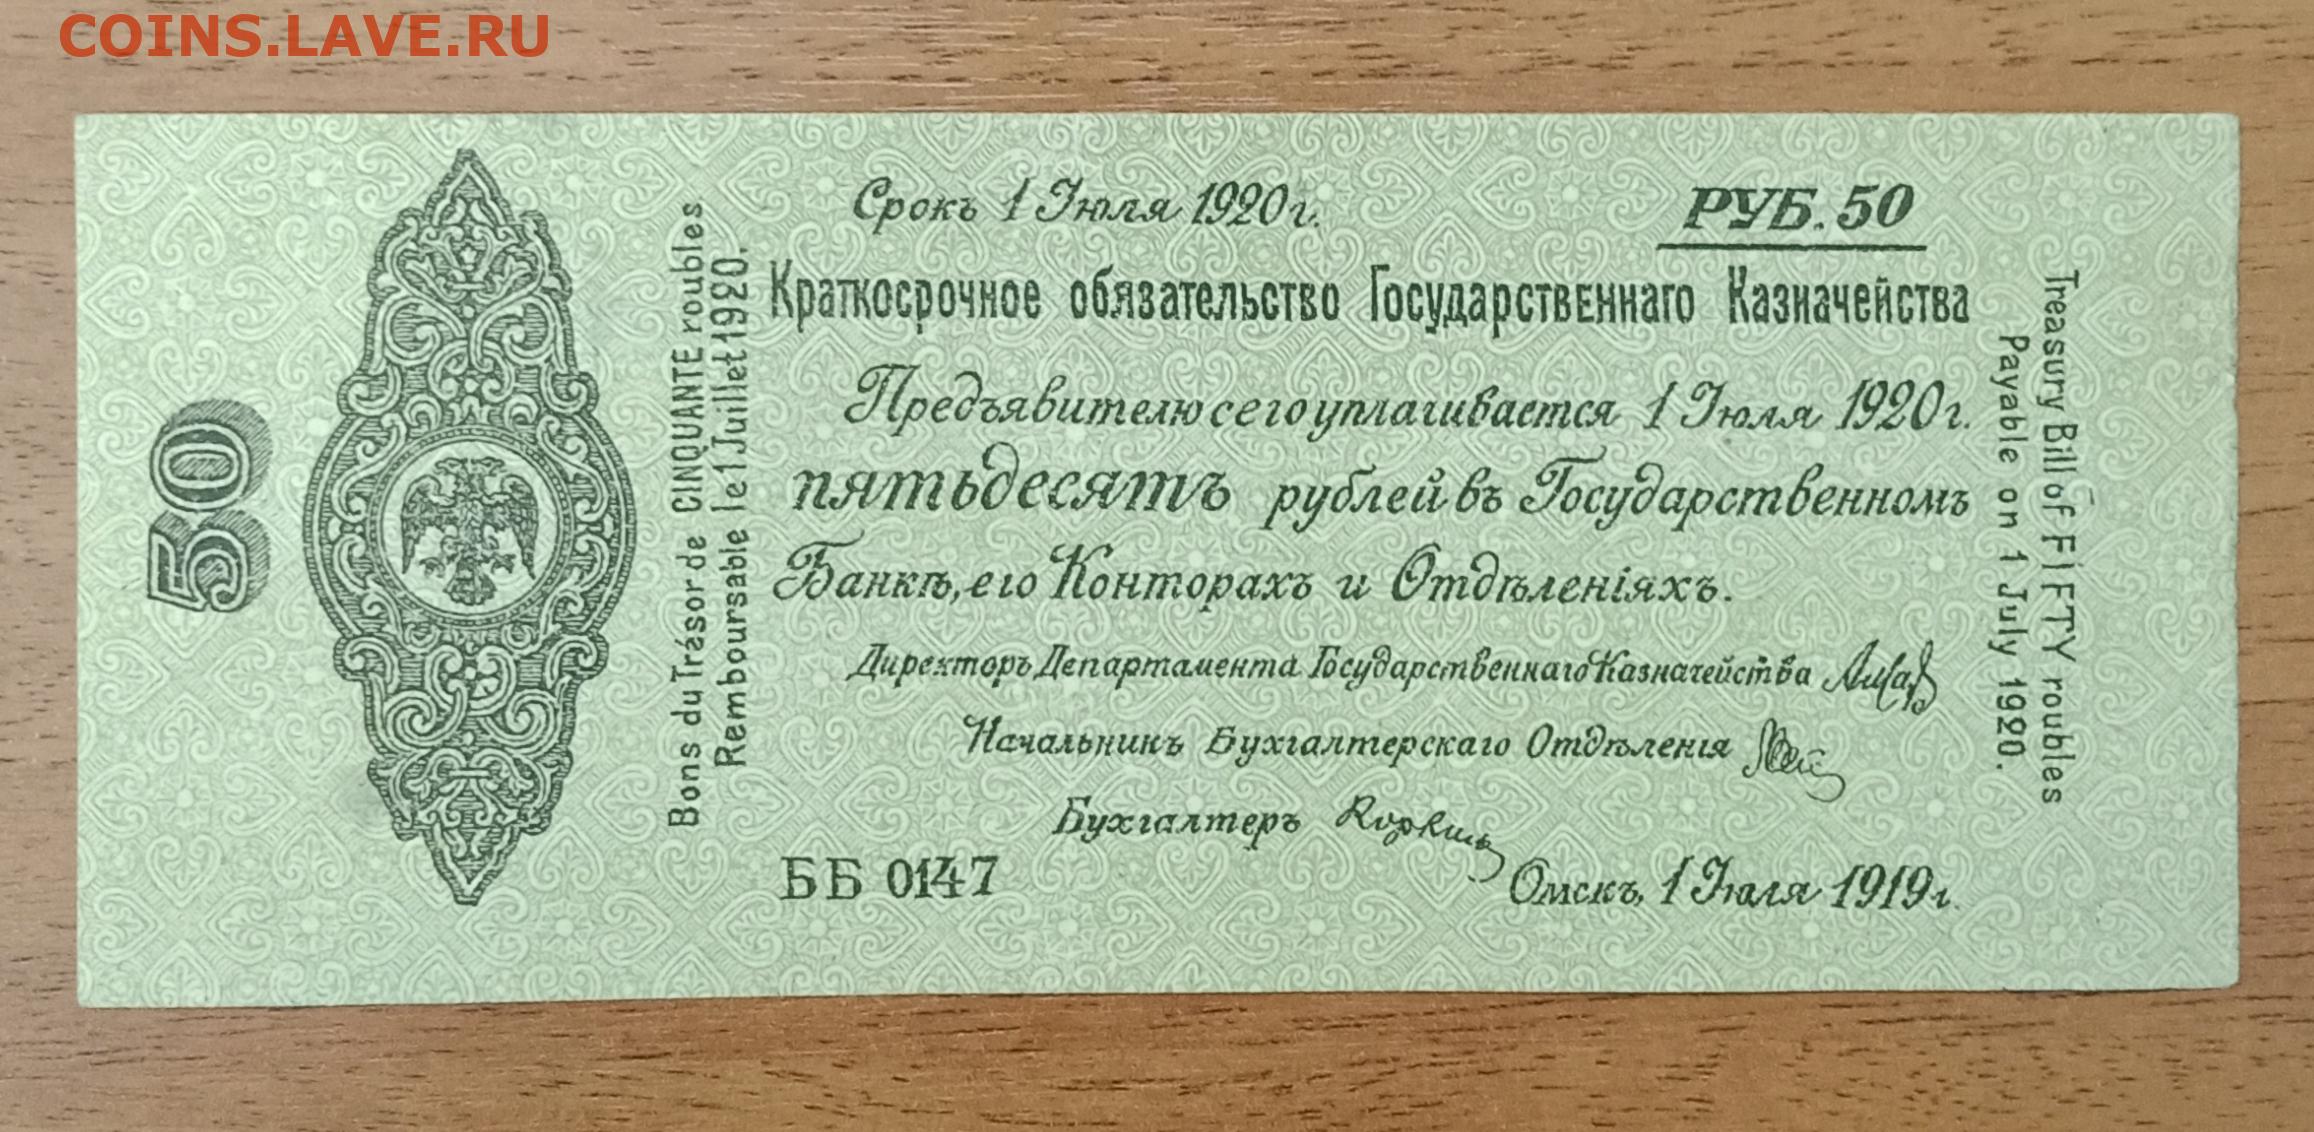 COINS.LAVE.RU
50
Bons du Trésor de CINQUANTE roubles
Remboursable le 1 Juillet 1920.
Срокъ 1 Іюля 1920 г.
РУБ. 50
Краткосрочное обязательство Государственнаго Казначейства
Предъявителю сего уплачивается 1 Іюля 1920 г.
пятьдесятъ рублей въ Государственномъ
Банкѣ, его Конторахъ и Отдѣленіяхъ.
Директоръ Департамента Государственнаго Казначейства
Начальникъ Бухгалтерскаго Отдѣленія
Бухгалтеръ
ББ 0147
Омскъ, 1 Іюля 1919 г.
Treasury Bill of FiFTY roubles
Payable on 1 July 1920.